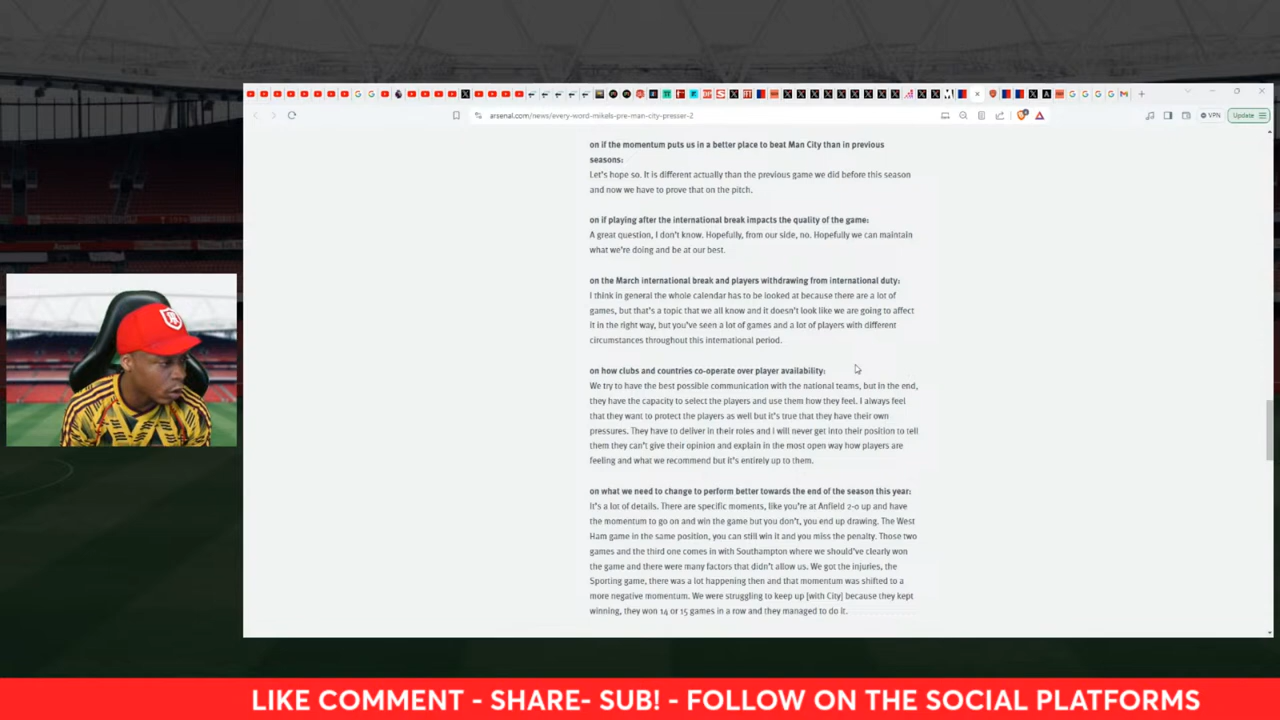 Update
VPN
arsenal.com/news/every-word-mikels-pre-man-city-presser-2
on if the momentum puts us in a better place to beat Man City than in previous
seasons:
Let's hope so. It is different actually than the previous game we did before this season
and now we have to prove that on the pitch.
on if playing after the international break impacts the quality of the game:
A great question, I don't know. Hopefully, from our side, no. Hopefully we can maintain
what we're doing and be at our best.
on the March international break and players withdrawing from international duty:
I think in general the whole calendar has to be looked at because there are a lot of
games, but that's a topic that we all know and it doesn't look like we are going to affect
it in the right way, but you've seen a lot of games and a lot of players with different
circumstances throughout this international period.
on how clubs and countries co-operate over player availability:
We try to have the best possible communication with the national teams, but in the end,
they have the capacity to select the players and use them how they feel. I always feel
that they want to protect the players as well but it's true that they have their own
pressures. They have to deliver in their roles and I will never get into their position to tell
them they can't give their opinion and explain in the most open way how players are
feeling and what we recommend but it's entirely up to them.
on what we need to change to perform better towards the end of the season this year:
It's a lot of details. There are specific moments, like you're at Anfield 2-0 up and have
the momentum to go on and win the game but you don't, you end up drawing. The West
Ham game in the same position, you can still win it and you miss the penalty. Those two
games and the third one comes in with Southampton where we should've clearly won
the game and there were many factors that didn't allow us. We got the injuries, the
Sporting game, there was a lot happening then and that momentum was shifted to a
more negative momentum. We were struggling to keep up [with City] because they kept
winning, they won 14 or 15 games in a row and they managed to do it.
LIKE COMMENT - SHARE- SUB! - FOLLOW ON THE SOCIAL PLATFORMS